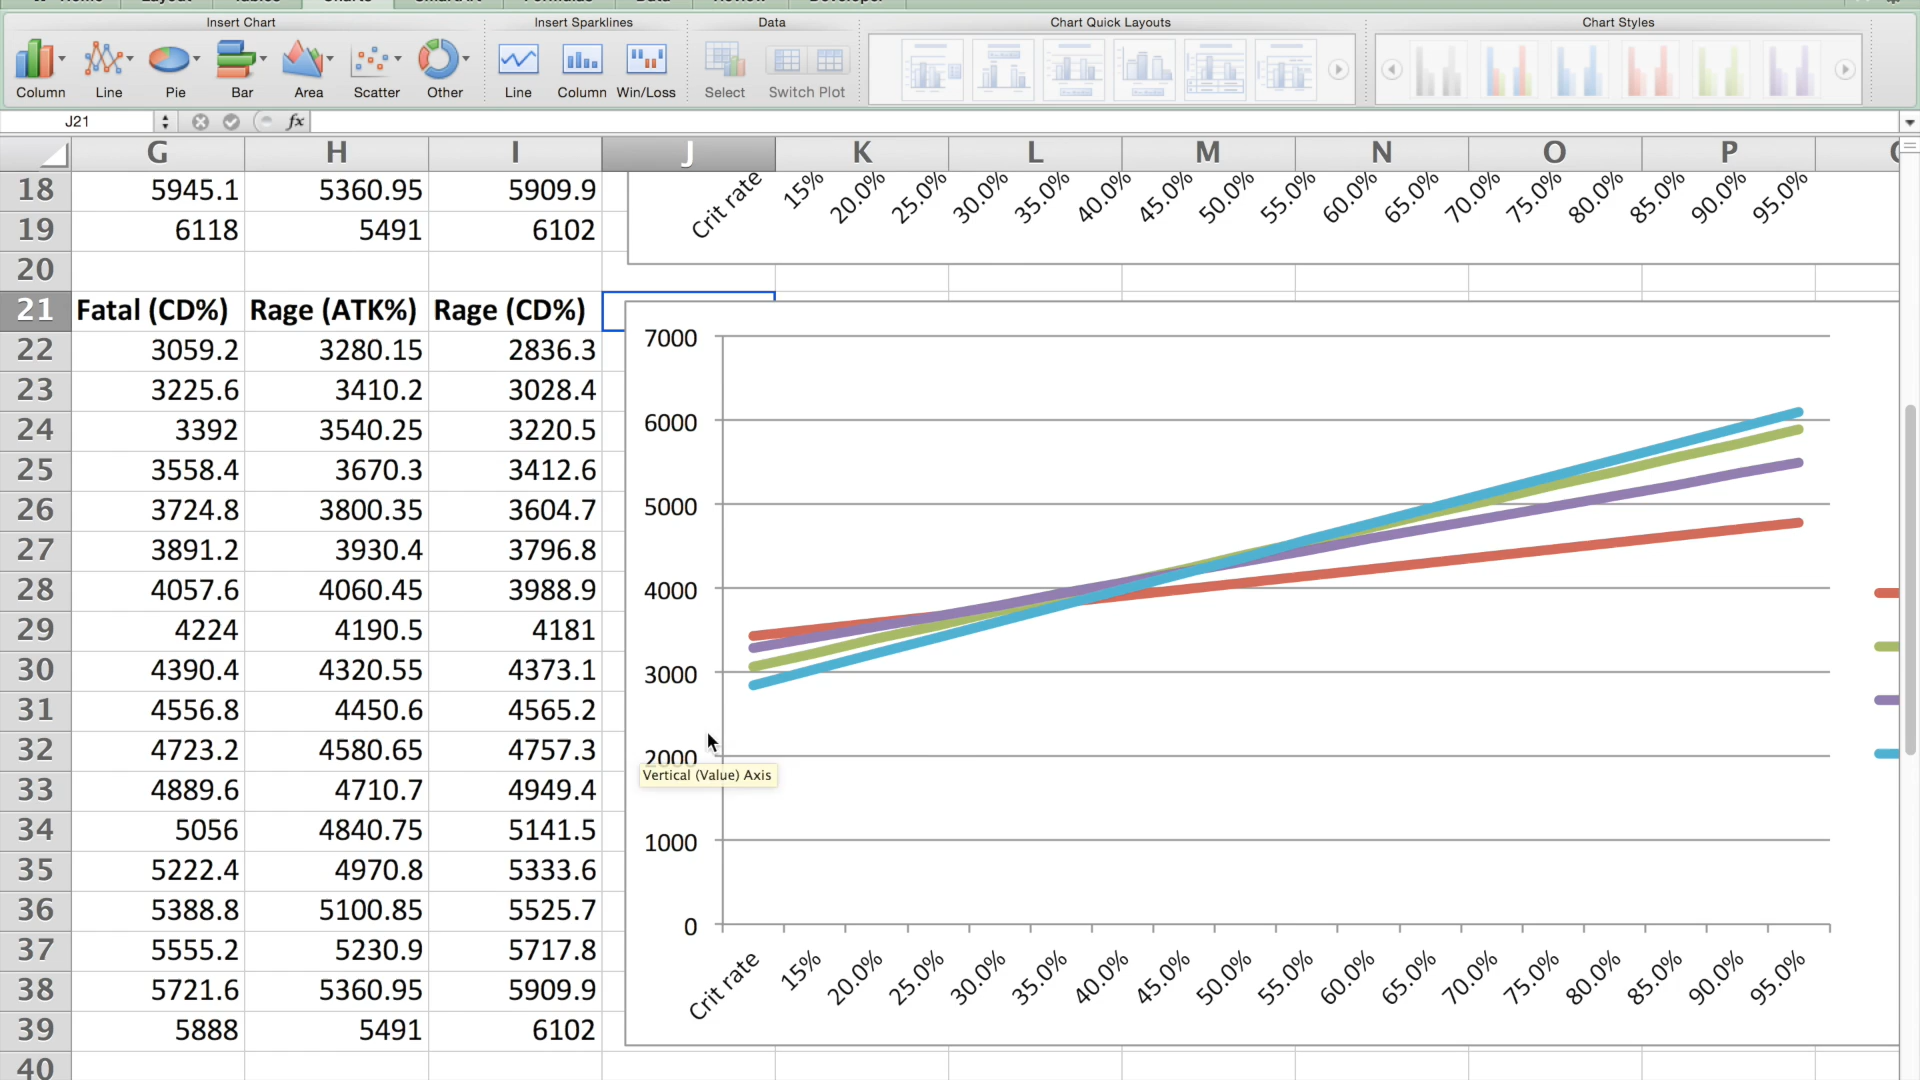 Home Layout Tables Charts SmartArt Formulas Data Review Developer
Insert Chart Insert Sparklines Data Chart Quick Layouts Chart Styles
Column Line Pie Bar Area Scatter Other Line Column Win/Loss Select Switch Plot
J21 fx
G H I J K L M N O P
18 5945.1 5360.95 5909.9
19 6118 5491 6102
Crit rate 15% 20.0% 25.0% 30.0% 35.0% 40.0% 45.0% 50.0% 55.0% 60.0% 65.0% 70.0% 75.0% 80.0% 85.0% 90.0% 95.0%
20
21 Fatal (CD%) Rage (ATK%) Rage (CD%)
22 3059.2 3280.15 2836.3
23 3225.6 3410.2 3028.4
24 3392 3540.25 3220.5
25 3558.4 3670.3 3412.6
26 3724.8 3800.35 3604.7
27 3891.2 3930.4 3796.8
28 4057.6 4060.45 3988.9
29 4224 4190.5 4181
30 4390.4 4320.55 4373.1
31 4556.8 4450.6 4565.2
32 4723.2 4580.65 4757.3
33 4889.6 4710.7 4949.4
34 5056 4840.75 5141.5
35 5222.4 4970.8 5333.6
36 5388.8 5100.85 5525.7
37 5555.2 5230.9 5717.8
38 5721.6 5360.95 5909.9
39 5888 5491 6102
40
7000
6000
5000
4000
3000
2000
Vertical (Value) Axis
1000
0
Crit rate 15% 20.0% 25.0% 30.0% 35.0% 40.0% 45.0% 50.0% 55.0% 60.0% 65.0% 70.0% 75.0% 80.0% 85.0% 90.0% 95.0%